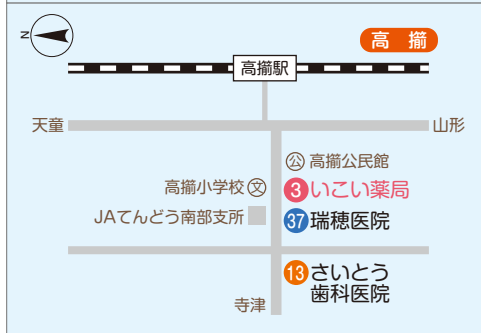 N
高擶
高擶駅
天童
山形
公 高擶公民館
高擶小学校 文
3 いこい薬局
JAてんどう南部支所
37 瑞穂医院
13 さいとう
歯科医院
寺津